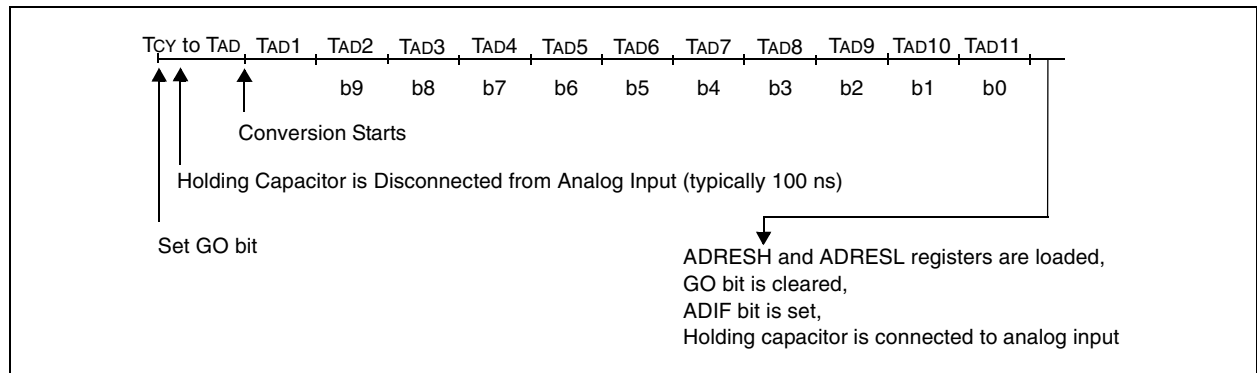 TCY to TAD TAD1 TAD2 TAD3 TAD4 TAD5 TAD6 TAD7 TAD8 TAD9 TAD10 TAD11
b9 b8 b7 b6 b5 b4 b3 b2 b1 b0
Conversion Starts
Holding Capacitor is Disconnected from Analog Input (typically 100 ns)
Set GO bit
ADRESH and ADRESL registers are loaded,
GO bit is cleared,
ADIF bit is set,
Holding capacitor is connected to analog input